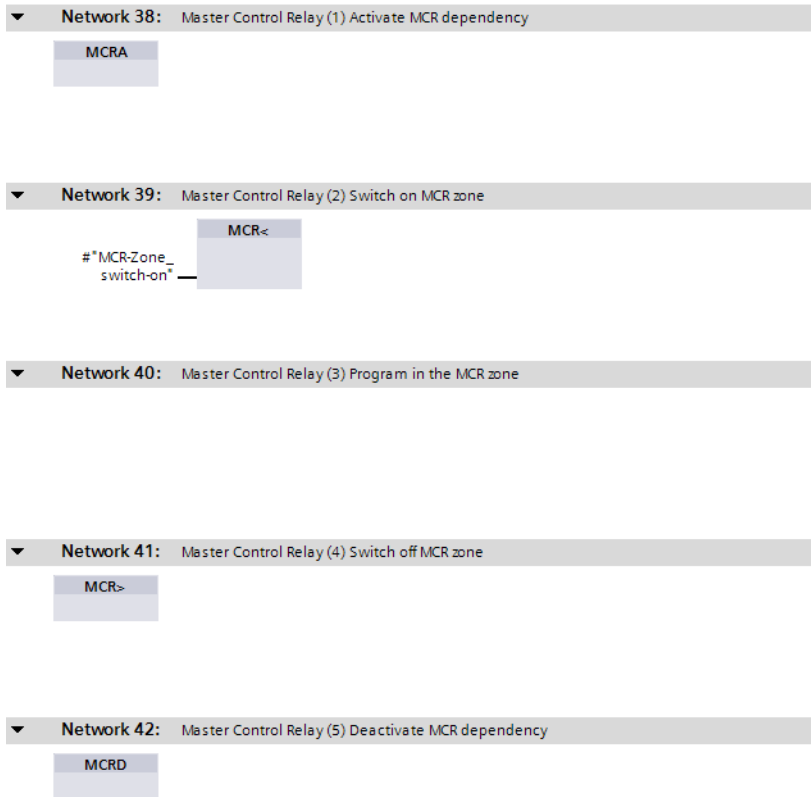 Network 38: Master Control Relay (1) Activate MCR dependency
MCRA
Network 39: Master Control Relay (2) Switch on MCR zone
MCR<
#"MCR-Zone_
switch-on"
Network 40: Master Control Relay (3) Program in the MCR zone
Network 41: Master Control Relay (4) Switch off MCR zone
MCR>
Network 42: Master Control Relay (5) Deactivate MCR dependency
MCRD